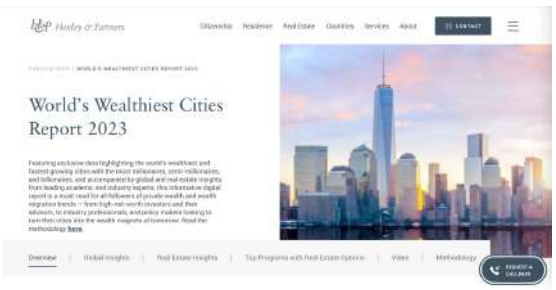 H&P Henley & Partners
Citizenship Residence Real Estate Countries Services About CONTACT
PUBLICATIONS | WORLD'S WEALTHIEST CITIES REPORT 2023
World's Wealthiest Cities
Report 2023
Featuring exclusive data highlighting the world's wealthiest and
fastest growing cities with the most millionaires, centi-millionaires,
and billionaires, and accompanied by global and real estate insights
from leading academic and industry experts, this informative digital
report is a must-read for all followers of private wealth and wealth
migration trends — from high-net-worth investors and their
advisors, to industry professionals, and policy makers looking to
turn their cities into the wealth magnets of tomorrow. Read the
methodology here.
Overview | Global Insights | Real Estate Insights | Top Programs with Real Estate Options | Video | Methodology
REQUEST A
CALLBACK